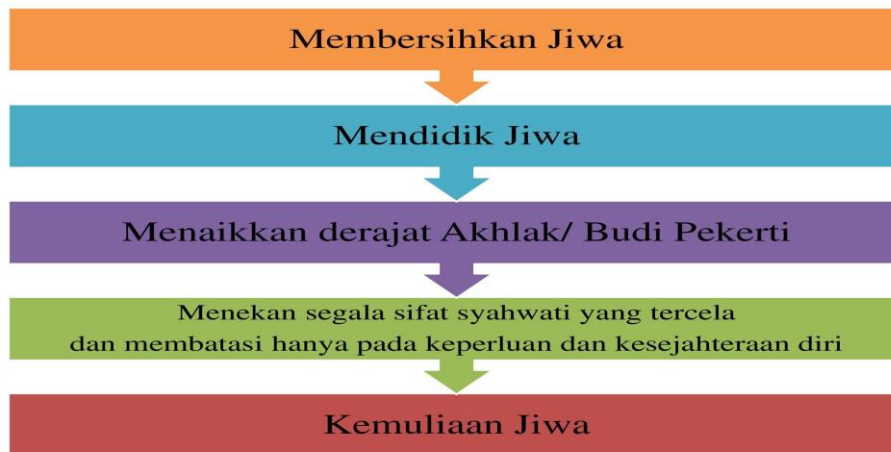 Membersihkan Jiwa
Mendidik Jiwa
Menaikkan derajat Akhlak/ Budi Pekerti
Menekan segala sifat syahwati yang tercela
dan membatasi hanya pada keperluan dan kesejahteraan diri
Kemuliaan Jiwa